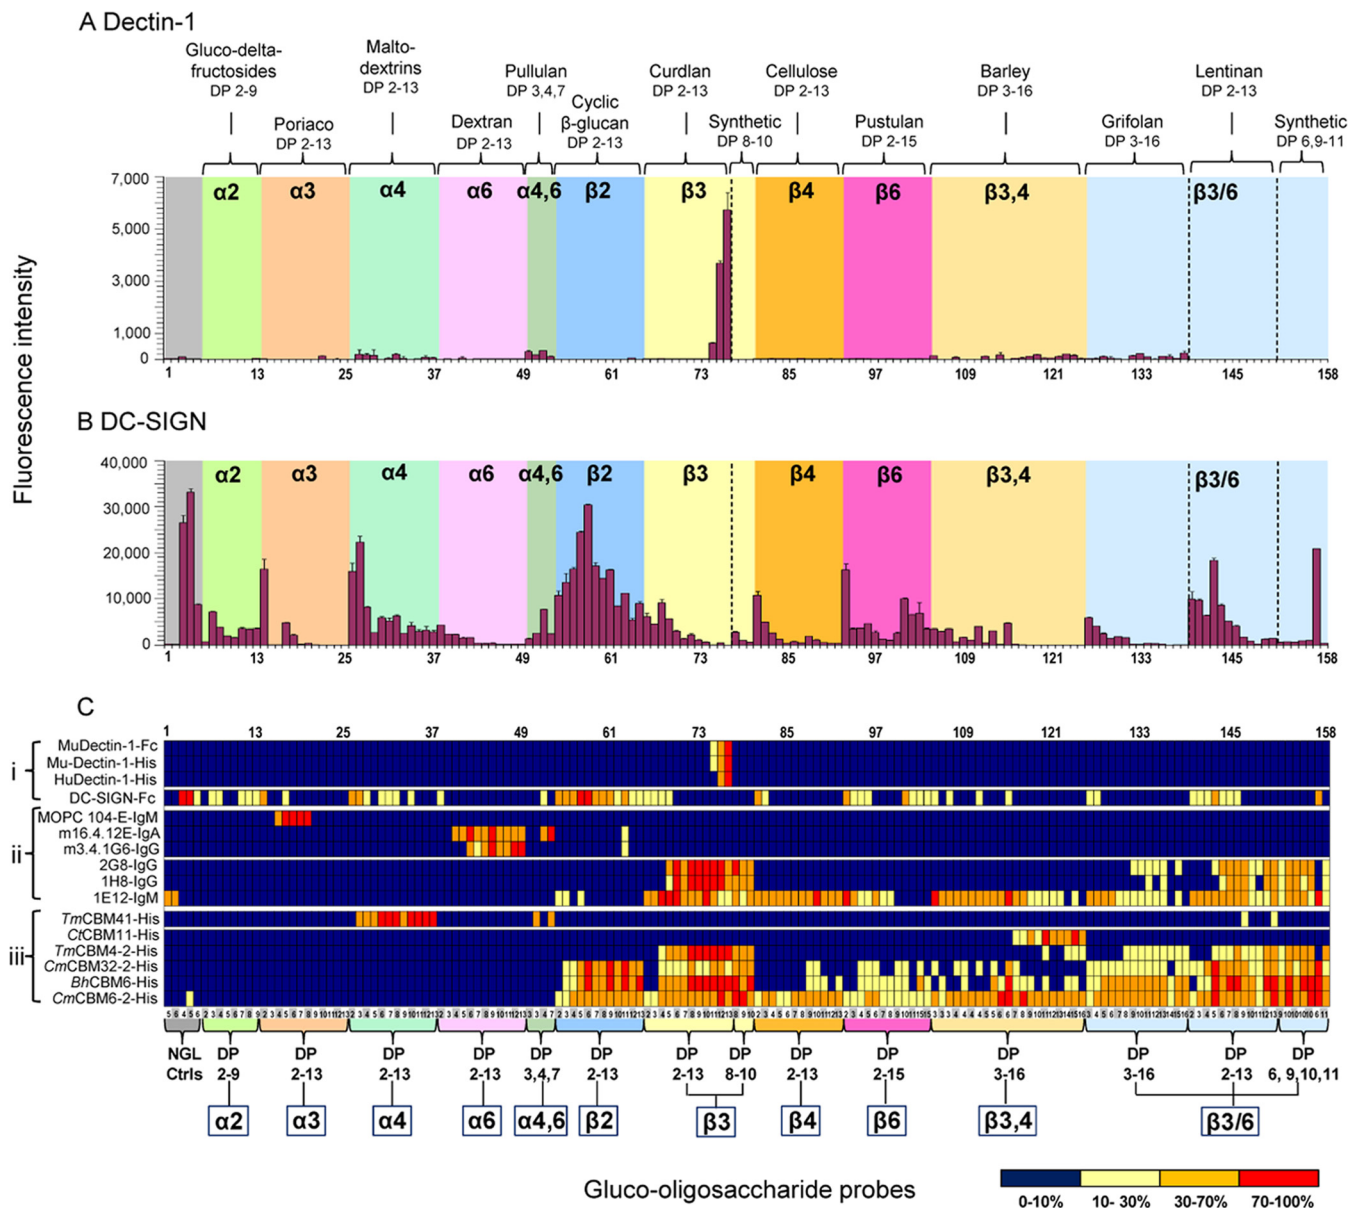 A Dectin-1
Gluco-delta-
fructosides
DP 2-9
Poriaco
DP 2-13
Malto-
dextrins
DP 2-13
Dextran
DP 2-13
Pullulan
DP 3,4,7
Cyclic
β-glucan
DP 2-13
Curdlan
DP 2-13
Synthetic
DP 8-10
Cellulose
DP 2-13
Pustulan
DP 2-15
Barley
DP 3-16
Grifolan
DP 3-16
Lentinan
DP 2-13
Synthetic
DP 6,9-11
Fluorescence intensity
α2 α3 α4 α6 α4,6 β2 β3 β4 β6 β3,4 β3/6
7,000
5,000
3,000
1,000
0
1 13 25 37 49 61 73 85 97 109 121 133 145 158
B DC-SIGN
α2 α3 α4 α6 α4,6 β2 β3 β4 β6 β3,4 β3/6
40,000
30,000
20,000
10,000
0
1 13 25 37 49 61 73 85 97 109 121 133 145 158
C
1 13 25 37 49 61 73 85 97 109 121 133 145 158
i
MuDectin-1-Fc
Mu-Dectin-1-His
HuDectin-1-His
DC-SIGN-Fc
ii
MOPC 104-E-IgM
m16.4.12E-IgA
m3.4.1G6-IgG
2G8-IgG
1H8-IgG
1E12-IgM
iii
TmCBM41-His
CtCBM11-His
TmCBM4-2-His
CmCBM32-2-His
BhCBM6-His
CmCBM6-2-His
NGL DP DP DP DP DP DP DP DP DP DP DP DP DP DP
Ctrls 2-9 2-13 2-13 2-13 3,4,7 2-13 2-13 8-10 2-13 2-15 3-16 3-16 2-13 6, 9, 10, 11
α2 α3 α4 α6 α4,6 β2 β3 β4 β6 β3,4 β3/6
Gluco-oligosaccharide probes
0-10% 10- 30% 30-70% 70-100%